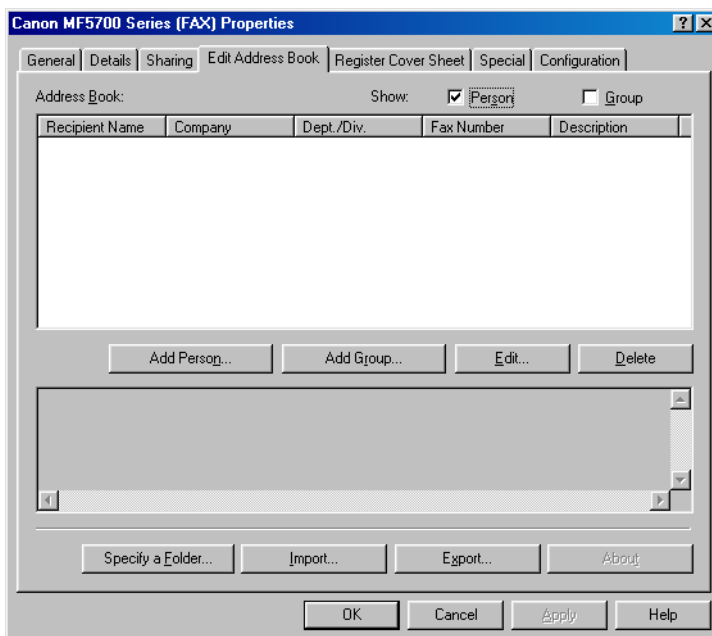 Canon MF5700 Series (FAX) Properties
General Details Sharing Edit Address Book Register Cover Sheet Special Configuration
Address Book: Show: Person Group
Recipient Name Company Dept./Div. Fax Number Description
Add Person... Add Group... Edit... Delete
Specify a Folder... Import... Export... About
OK Cancel Apply Help